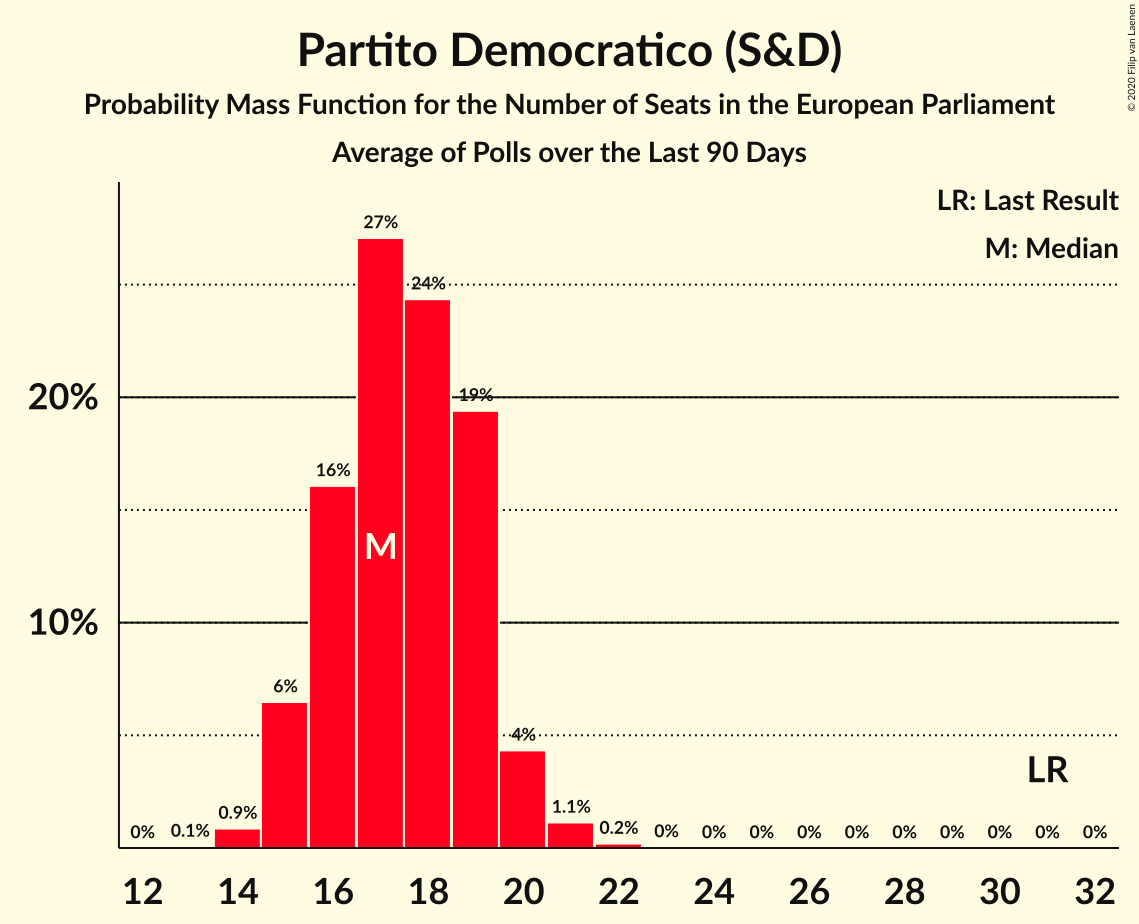 Partito Democratico (S&D)
Probability Mass Function for the Number of Seats in the European Parliament
Average of Polls over the Last 90 Days
© 2020 Filip van Laenen
LR: Last Result
M: Median
27%
24%
20%
19%
16%
M
10%
6%
4%
LR
0%
0.1%
0.9%
1.1%
0.2%
0%
0%
0%
0%
0%
0%
0%
0%
0%
0%
12 14 16 18 20 22 24 26 28 30 32